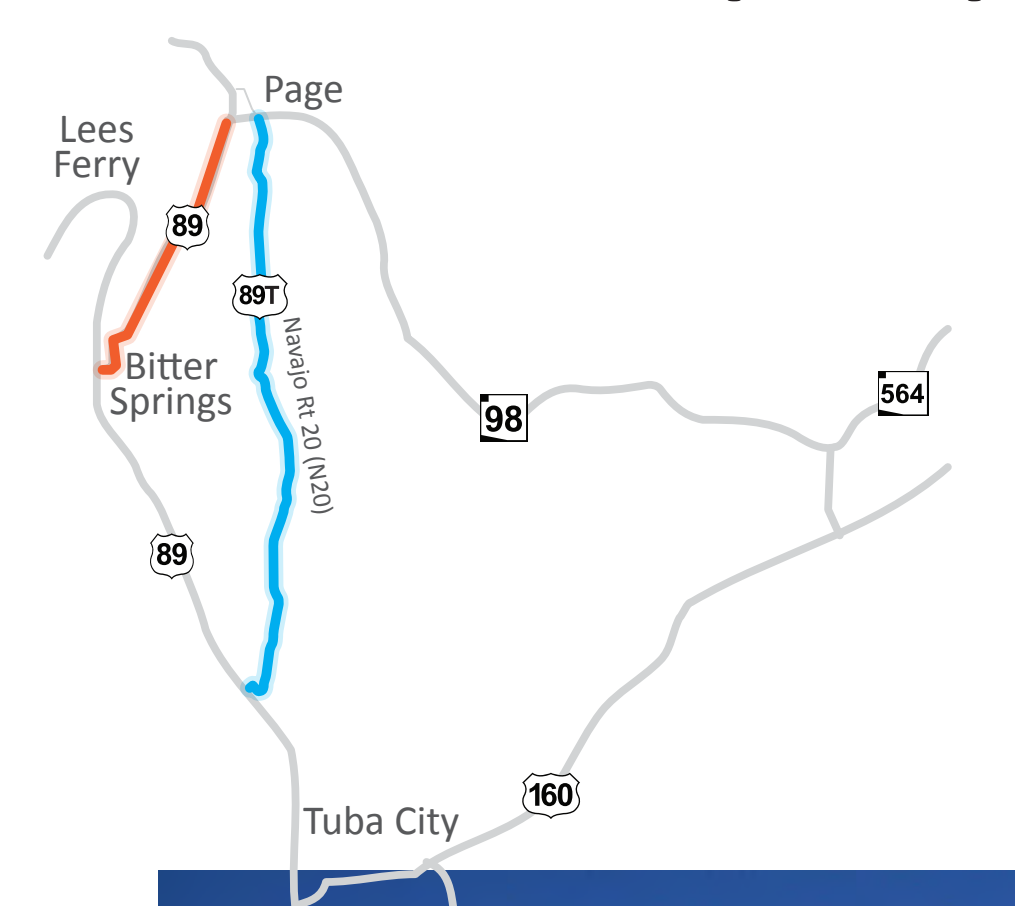 Page
Lees
Ferry
89
89T
Navajo Rt 20 (N20)
Bitter
Springs
564
98
89
160
Tuba City